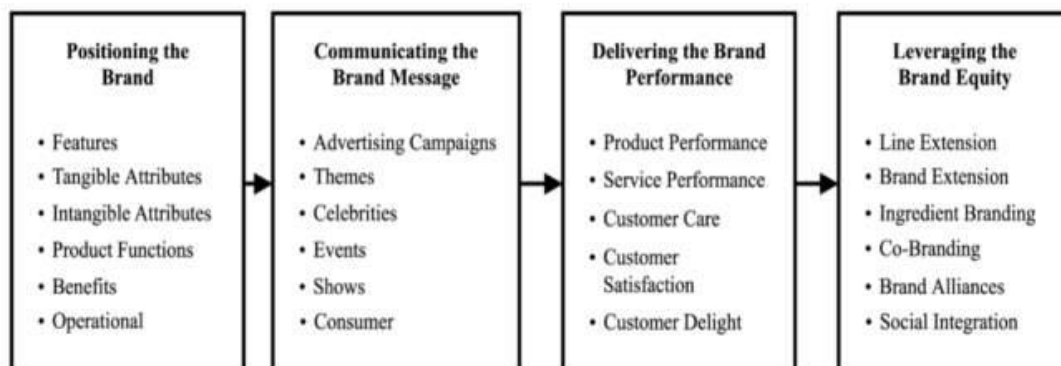 Positioning the
Brand
• Features
• Tangible Attributes
• Intangible Attributes
• Product Functions
• Benefits
• Operational
Communicating the
Brand Message
• Advertising Campaigns
• Themes
• Celebrities
• Events
• Shows
• Consumer
Delivering the Brand
Performance
• Product Performance
• Service Performance
• Customer Care
• Customer
Satisfaction
• Customer Delight
Leveraging the
Brand Equity
• Line Extension
• Brand Extension
• Ingredient Branding
• Co-Branding
• Brand Alliances
• Social Integration